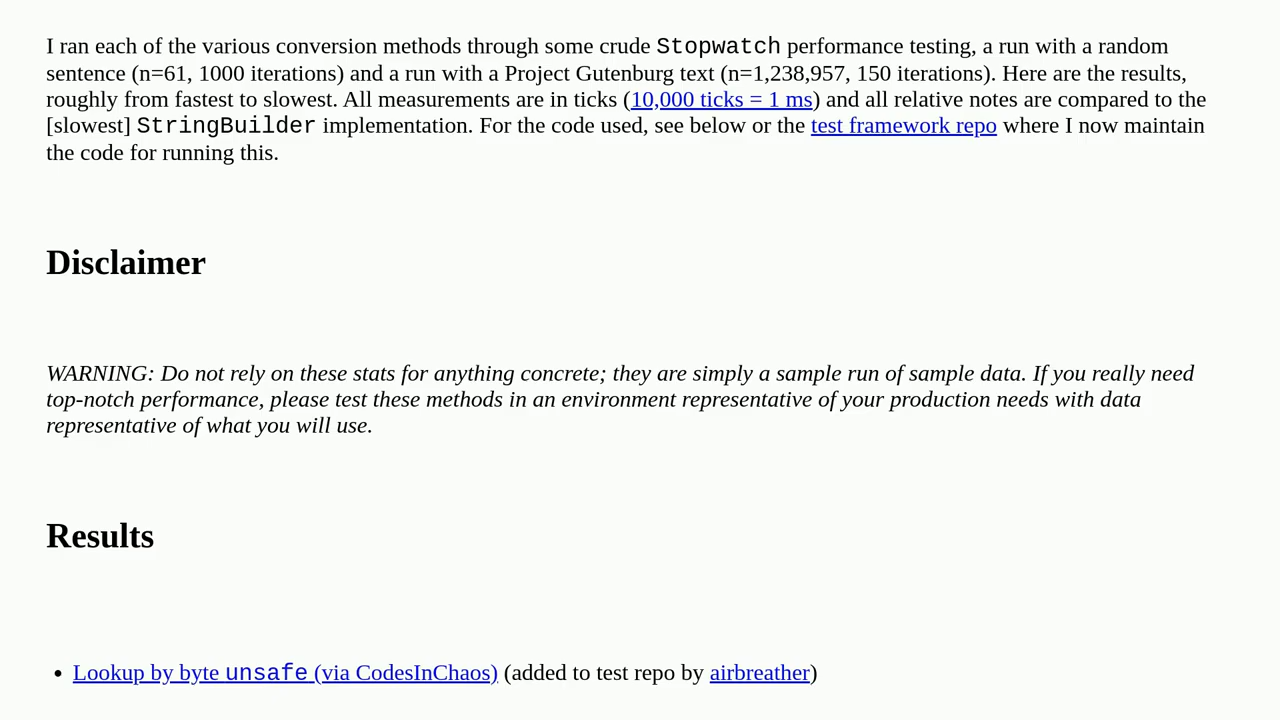 I ran each of the various conversion methods through some crude Stopwatch performance testing, a run with a random
sentence (n=61, 1000 iterations) and a run with a Project Gutenburg text (n=1,238,957, 150 iterations). Here are the results,
roughly from fastest to slowest. All measurements are in ticks (10,000 ticks = 1 ms) and all relative notes are compared to the
[slowest] StringBuilder implementation. For the code used, see below or the test framework repo where I now maintain
the code for running this.
Disclaimer
WARNING: Do not rely on these stats for anything concrete; they are simply a sample run of sample data. If you really need
top-notch performance, please test these methods in an environment representative of your production needs with data
representative of what you will use.
Results
• Lookup by byte unsafe (via CodesInChaos) (added to test repo by airbreather)